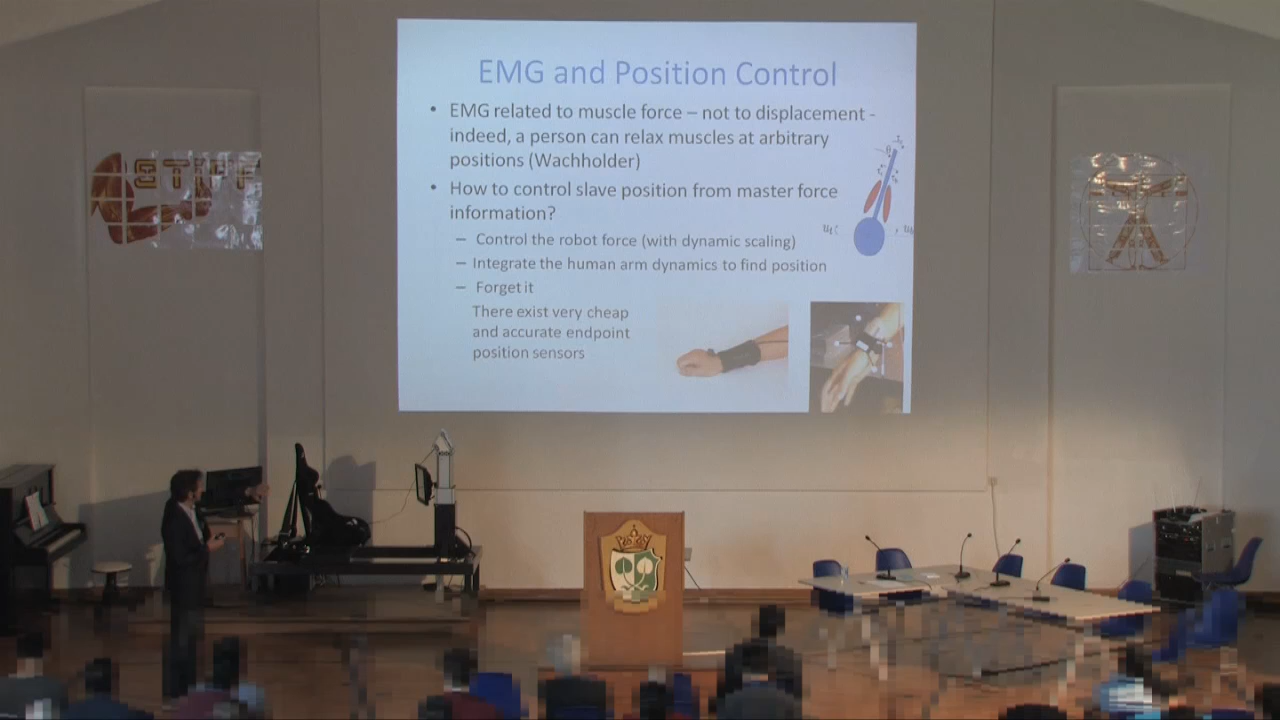 EMG and Position Control
• EMG related to muscle force – not to displacement -
indeed, a person can relax muscles at arbitrary
positions (Wachholder)
• How to control slave position from master force
information?
– Control the robot force (with dynamic scaling)
– Integrate the human arm dynamics to find position
– Forget it
There exist very cheap
and accurate endpoint
position sensors
STIFF